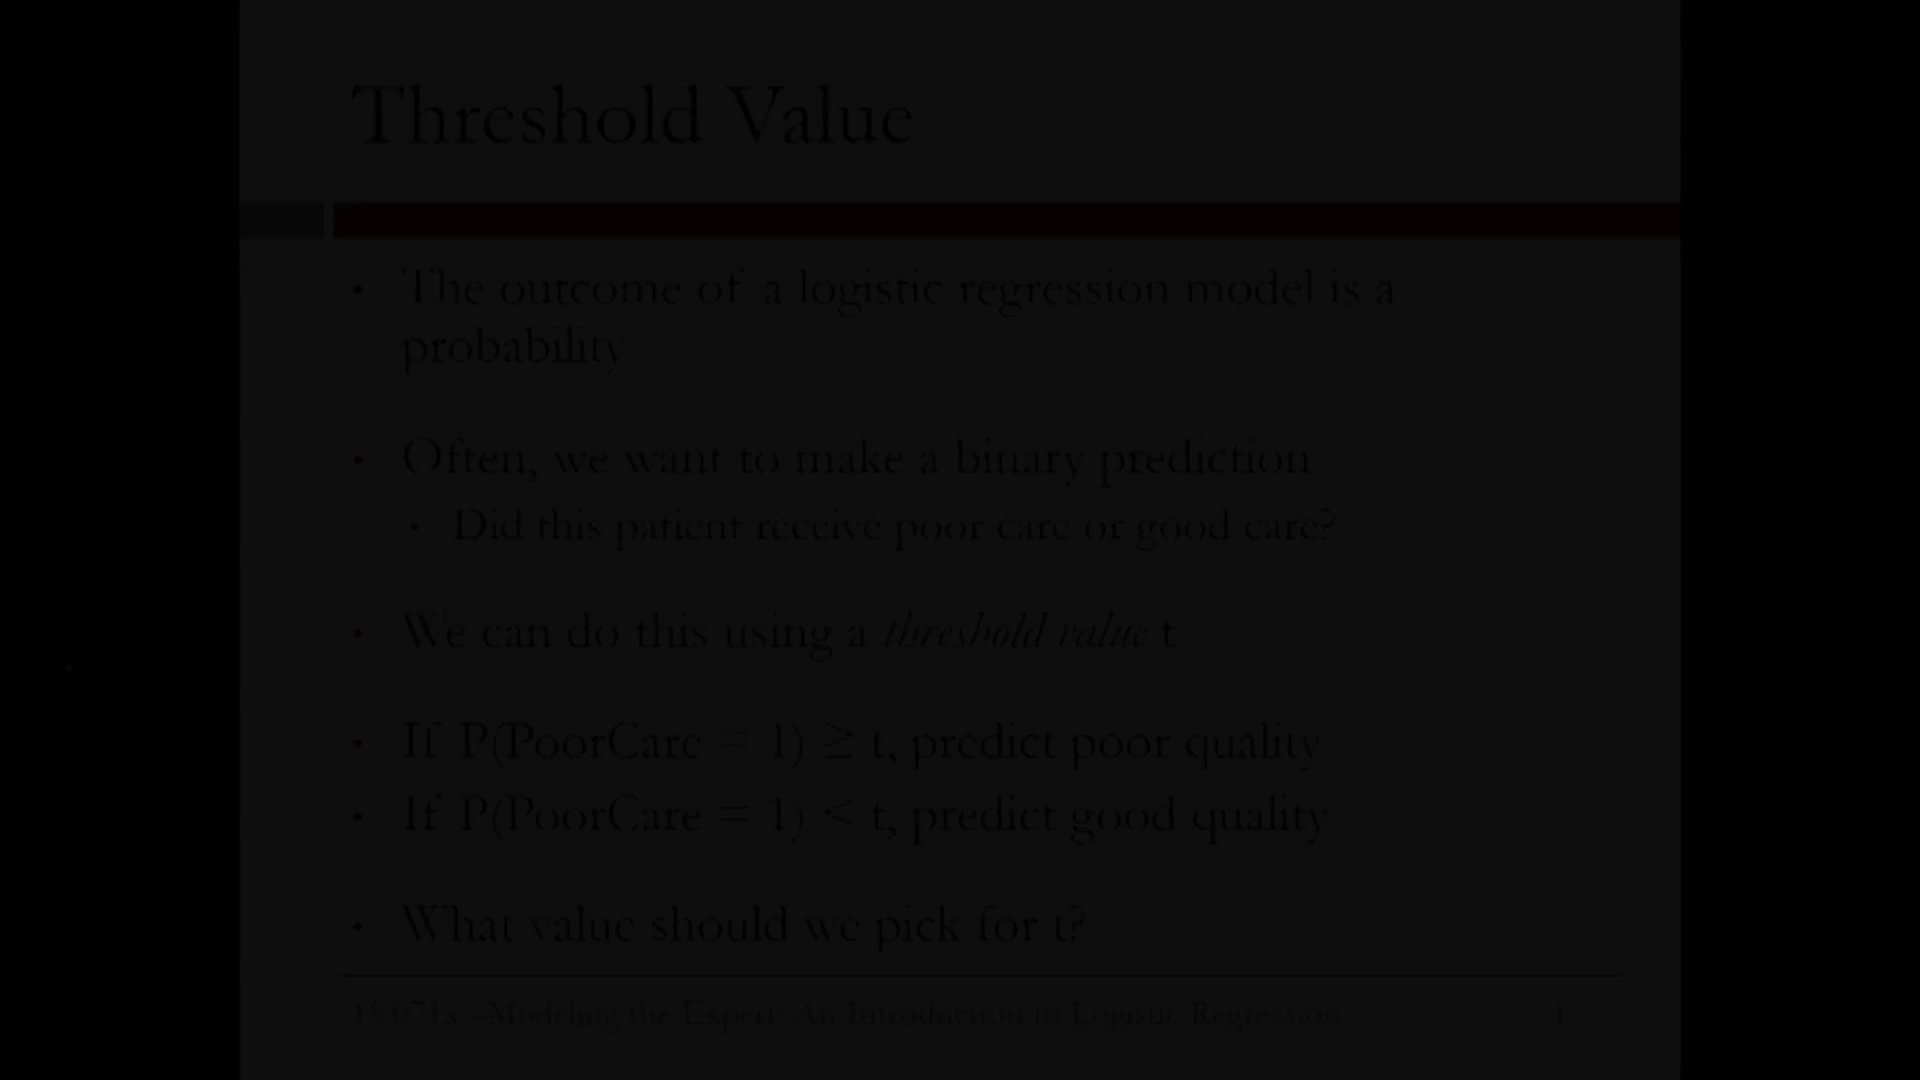 Threshold Value
• The outcome of a logistic regression model is a
probability
• Often, we want to make a binary prediction
• Did this patient receive poor care or good care?
• We can do this using a threshold value t
• If P(PoorCare = 1) ≥ t, predict poor quality
• If P(PoorCare = 1) < t, predict good quality
• What value should we pick for t?
15.071x –Modeling the Expert: An Introduction to Logistic Regression 1